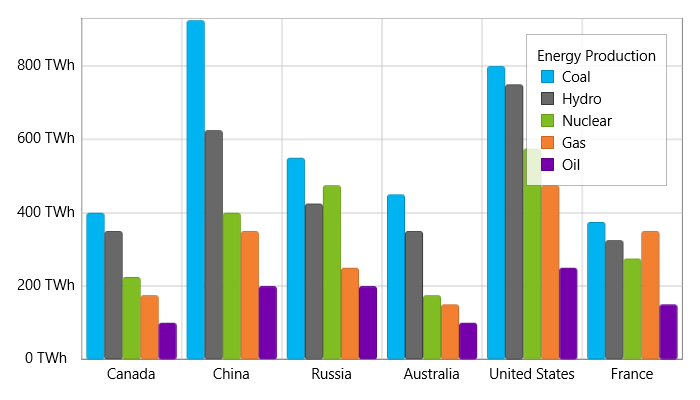 800 TWh
600 TWh
400 TWh
200 TWh
0 TWh
Energy Production
Coal
Hydro
Nuclear
Gas
Oil
Canada China Russia Australia United States France